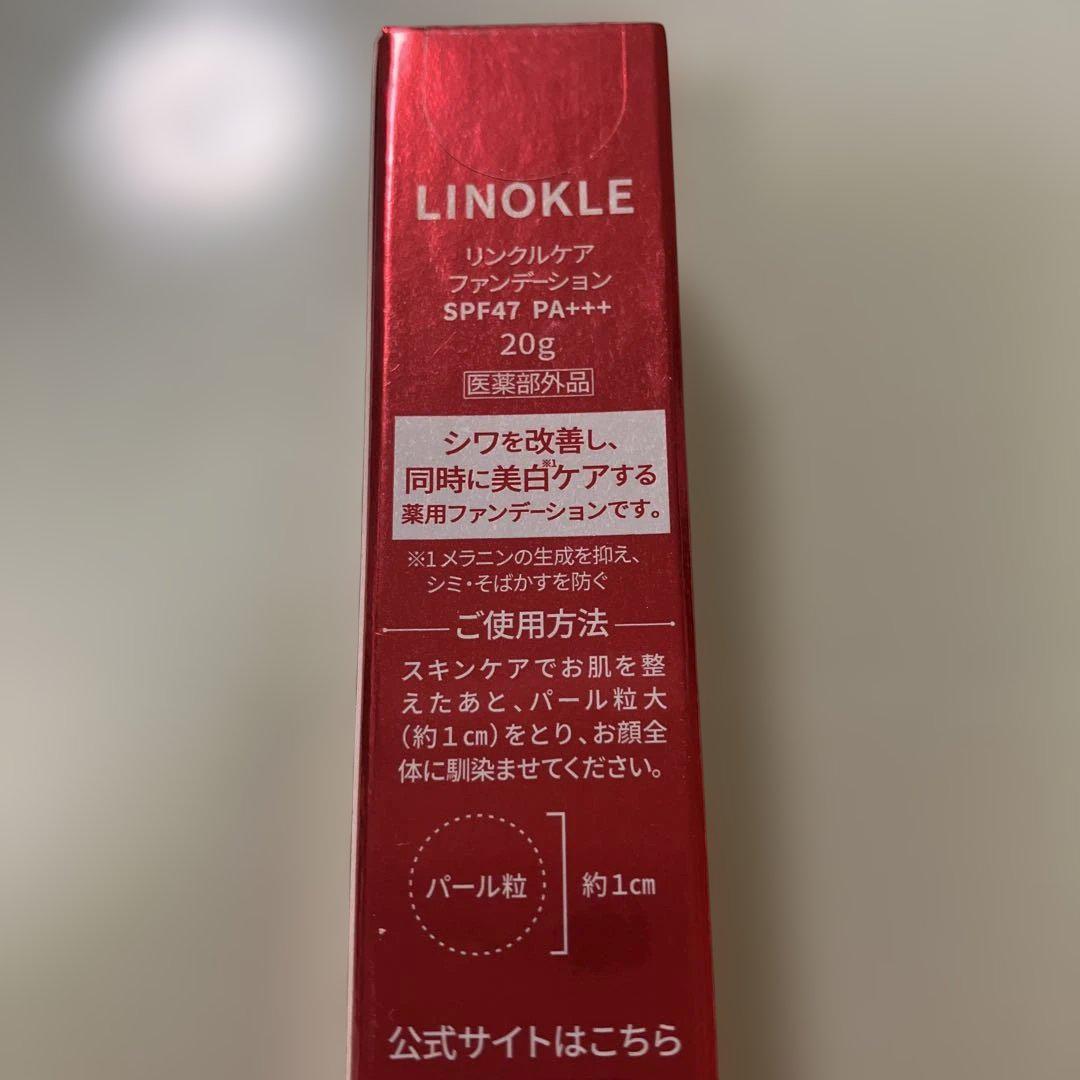 LINOKLE
リンクルケア
ファンデーション
SPF47 PA+++
20g
医薬部外品
シワを改善し、
同時に美白※1ケアする
薬用ファンデーションです。
※1メラニンの生成を抑え、
シミ・そばかすを防ぐ
ご使用方法
スキンケアでお肌を整
えたあと、パール粒大
(約1㎝)をとり、お顔全
体に馴染ませてください。
パール粒
約1㎝
公式サイトはこちら